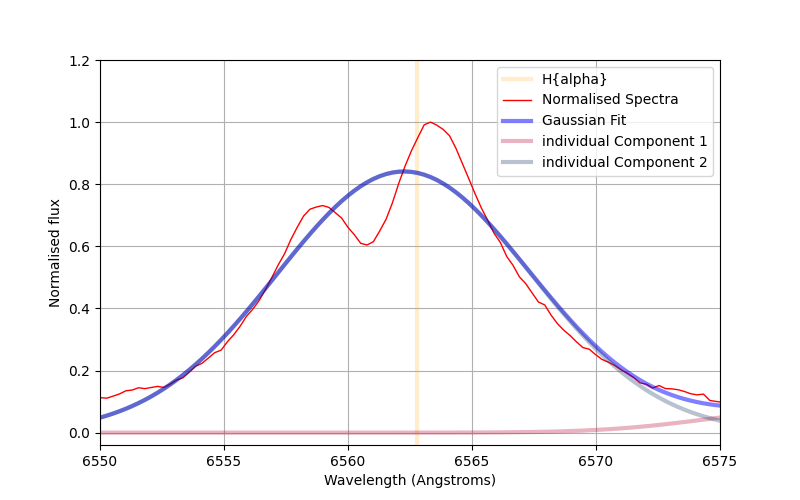 1.2
1.0
0.8
0.6
0.4
0.2
0.0
Normalised flux
H{alpha}
Normalised Spectra
Gaussian Fit
individual Component 1
individual Component 2
6550 6555 6560 6565 6570 6575
Wavelength (Angstroms)